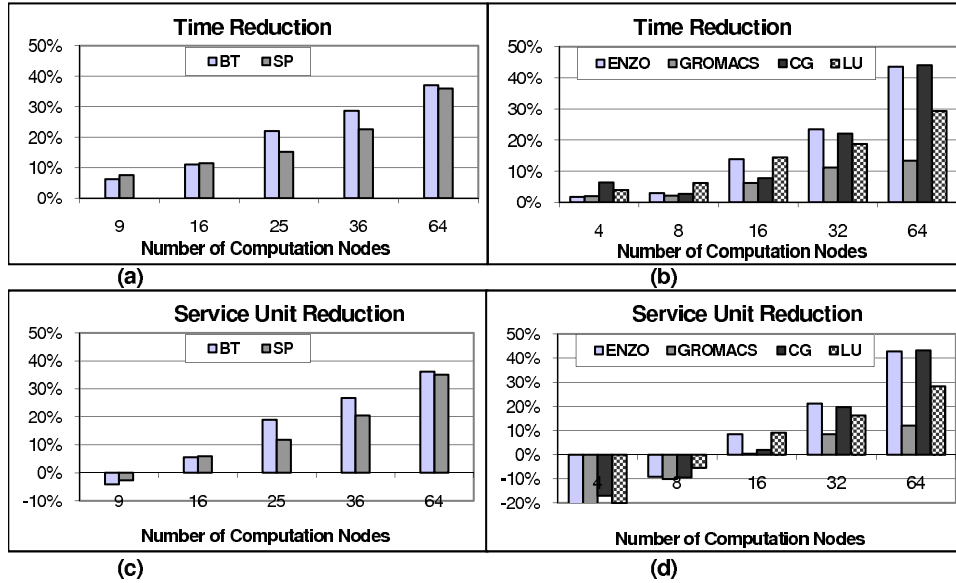 Time Reduction
50%
40%
30%
20%
10%
0%
BT SP
9 16 25 36 64
Number of Computation Nodes
(a)
Time Reduction
50%
40%
30%
20%
10%
0%
ENZO GROMACS CG LU
4 8 16 32 64
Number of Computation Nodes
(b)
Service Unit Reduction
50%
40%
30%
20%
10%
0%
-10%
BT SP
9 16 25 36 64
Number of Computation Nodes
(c)
Service Unit Reduction
50%
40%
30%
20%
10%
0%
-10%
-20%
ENZO GROMACS CG LU
4 8 16 32 64
Number of Computation Nodes
(d)